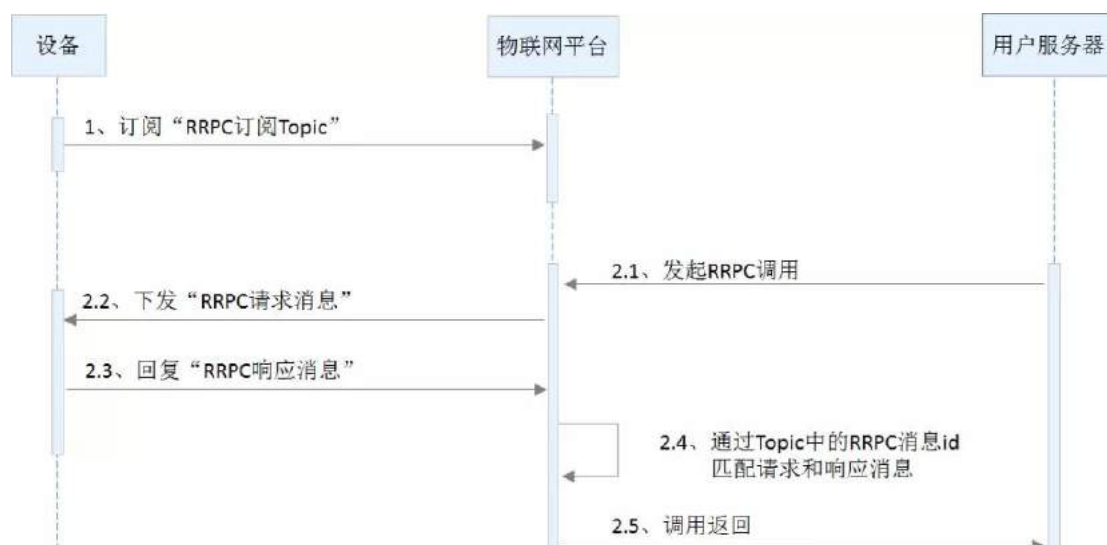 设备
物联网平台
用户服务器
1、订阅“RRPC订阅Topic”
2.1、发起RRPC调用
2.2、下发“RRPC请求消息”
2.3、回复“RRPC响应消息”
2.4、通过Topic中的RRPC消息id
匹配请求和响应消息
2.5、调用返回